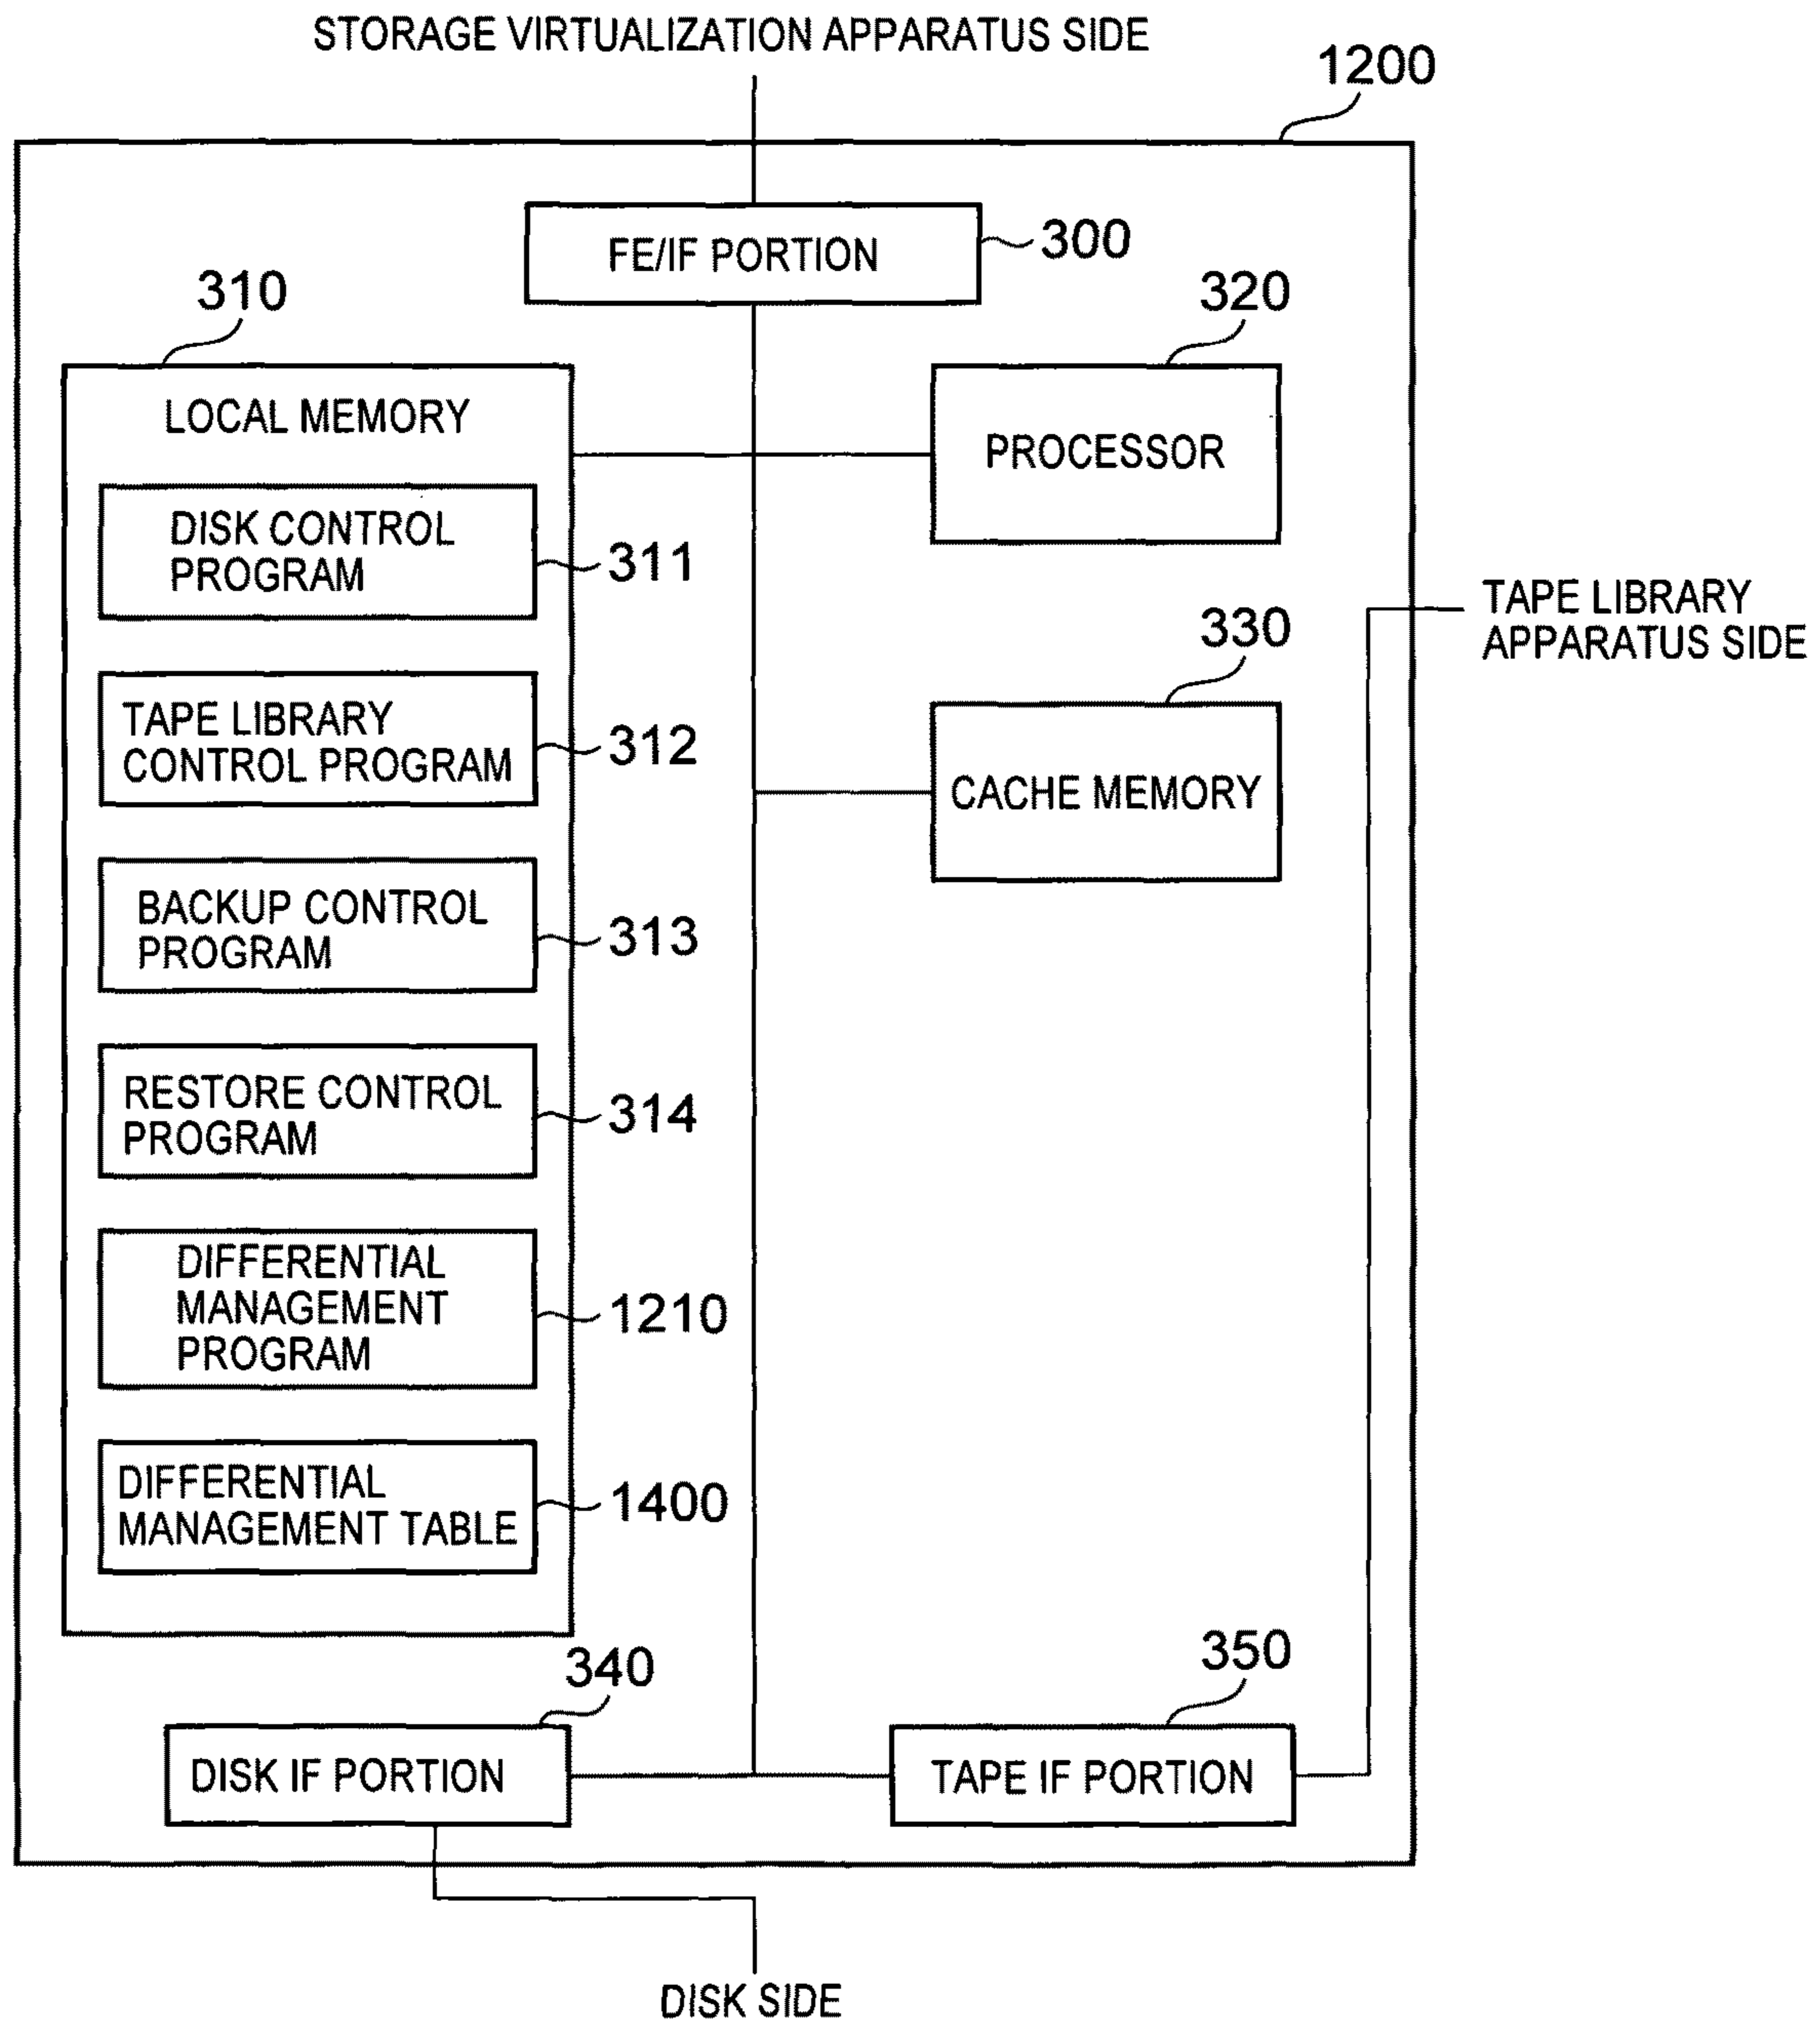 STORAGE VIRTUALIZATION APPARATUS SIDE
1200
FE/IF PORTION
300
310
320
LOCAL MEMORY
PROCESSOR
DISK CONTROL
PROGRAM
311
TAPE LIBRARY
APPARATUS SIDE
330
TAPE LIBRARY
CONTROL PROGRAM
312
CACHE MEMORY
BACKUP CONTROL
PROGRAM
313
RESTORE CONTROL
PROGRAM
314
DIFFERENTIAL
MANAGEMENT
PROGRAM
1210
DIFFERENTIAL
MANAGEMENT TABLE
1400
340
350
DISK IF PORTION
TAPE IF PORTION
DISK SIDE